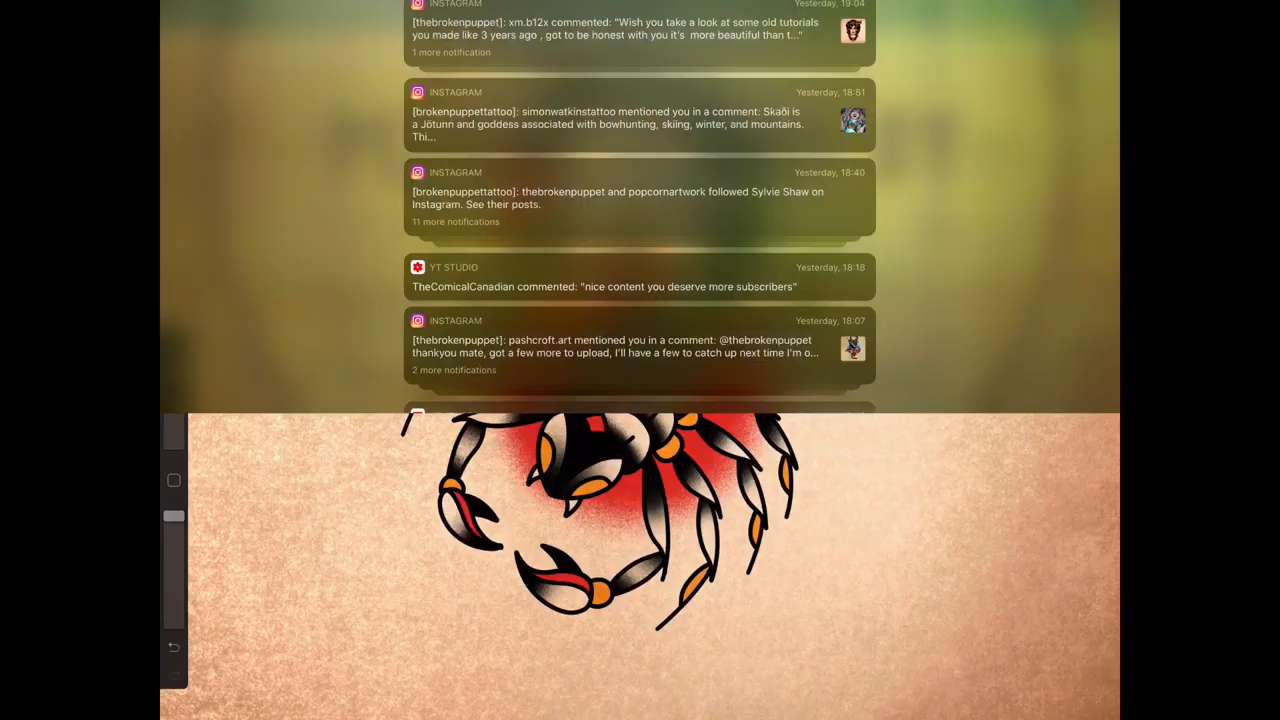 INSTAGRAM Yesterday, 19:04
[thebrokenpuppet]: xm.b12x commented: "Wish you take a look at some old tutorials
you made like 3 years ago , got to be honest with you it's more beautiful than t..."
1 more notification
INSTAGRAM Yesterday, 18:51
[brokenpuppettattoo]: simonwatkinstattoo mentioned you in a comment: Skaði is
a Jötunn and goddess associated with bowhunting, skiing, winter, and mountains.
Thi...
INSTAGRAM Yesterday, 18:40
[brokenpuppettattoo]: thebrokenpuppet and popcornartwork followed Sylvie Shaw on
Instagram. See their posts.
11 more notifications
YT STUDIO Yesterday, 18:18
TheComicalCanadian commented: "nice content you deserve more subscribers"
INSTAGRAM Yesterday, 18:07
[thebrokenpuppet]: pashcroft.art mentioned you in a comment: @thebrokenpuppet
thankyou mate, got a few more to upload, I'll have a few to catch up next time I'm o...
2 more notifications